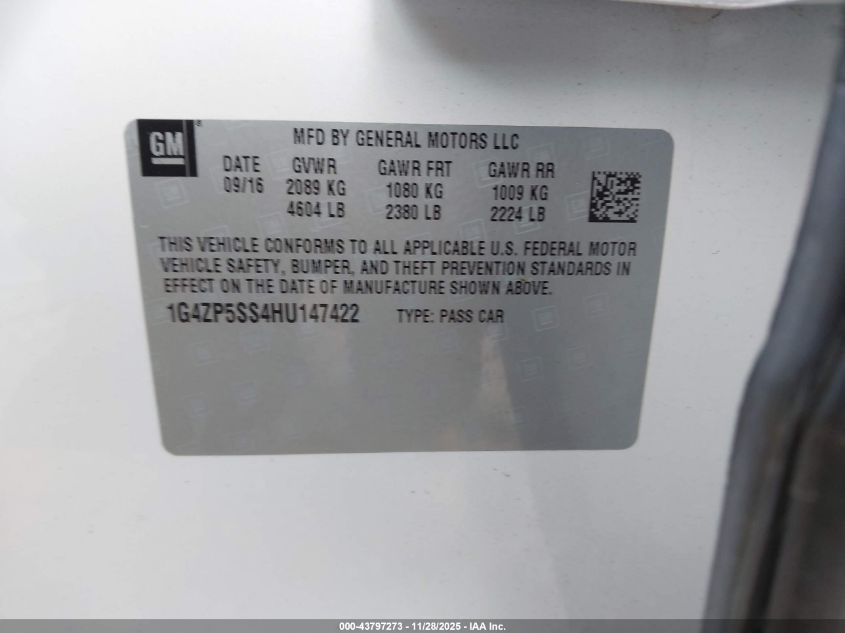 GM®
MFD BY GENERAL MOTORS LLC
DATE GVWR GAWR FRT GAWR RR
09/16 2089 KG 1080 KG 1009 KG
4604 LB 2380 LB 2224 LB
THIS VEHICLE CONFORMS TO ALL APPLICABLE U.S. FEDERAL MOTOR
VEHICLE SAFETY, BUMPER, AND THEFT PREVENTION STANDARDS IN
EFFECT ON THE DATE OF MANUFACTURE SHOWN ABOVE.
1G4ZP5SS4HU147422 TYPE: PASS CAR
000-43797273 - 11/28/2025 - IAA Inc.